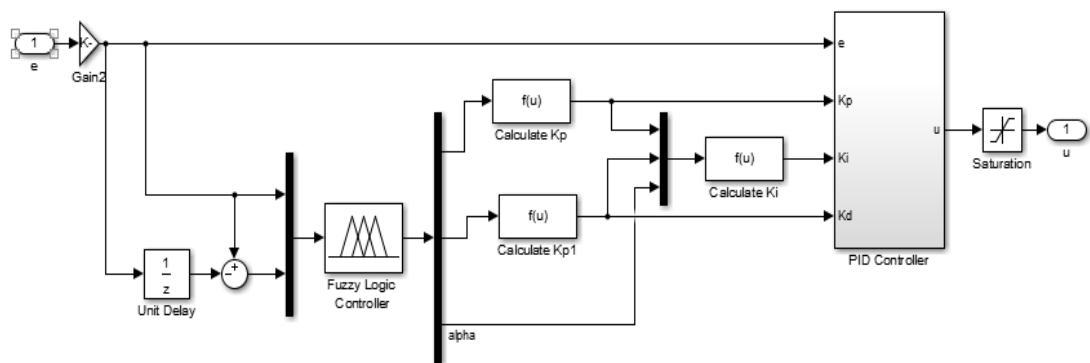 1
e
K-
Gain2
1
z
Unit Delay
Fuzzy Logic
Controller
f(u)
Calculate Kp
f(u)
Calculate Kp1
alpha
f(u)
Calculate Ki
e
Kp
Ki
Kd
u
PID Controller
Saturation
1
u